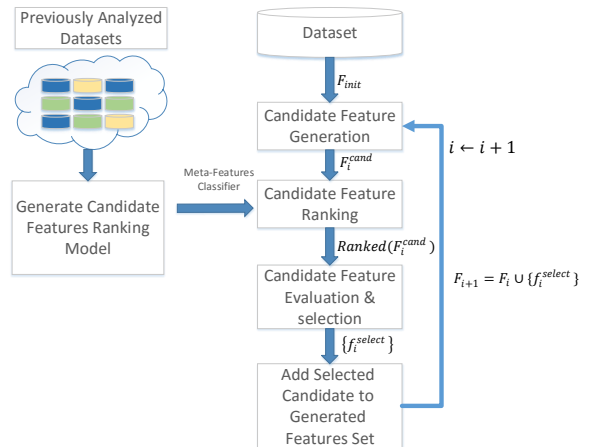 Previously Analyzed
Datasets
Generate Candidate
Features Ranking
Model
Meta-Features
Classifier
Dataset
F_{init}
Candidate Feature
Generation
F_i^{cand}
Candidate Feature
Ranking
Ranked(F_i^{cand})
Candidate Feature
Evaluation &
selection
{f_i^{select}}
Add Selected
Candidate to
Generated
Features Set
i ← i + 1
F_{i+1} = F_i ∪ {f_i^{select}}